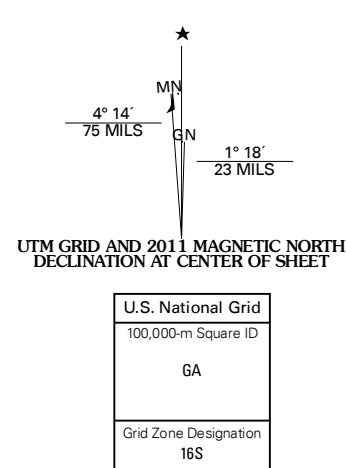 MN
4° 14´
75 MILS
GN
1° 18´
23 MILS
UTM GRID AND 2011 MAGNETIC NORTH
DECLINATION AT CENTER OF SHEET
U.S. National Grid
100,000-m Square ID
GA
Grid Zone Designation
16S